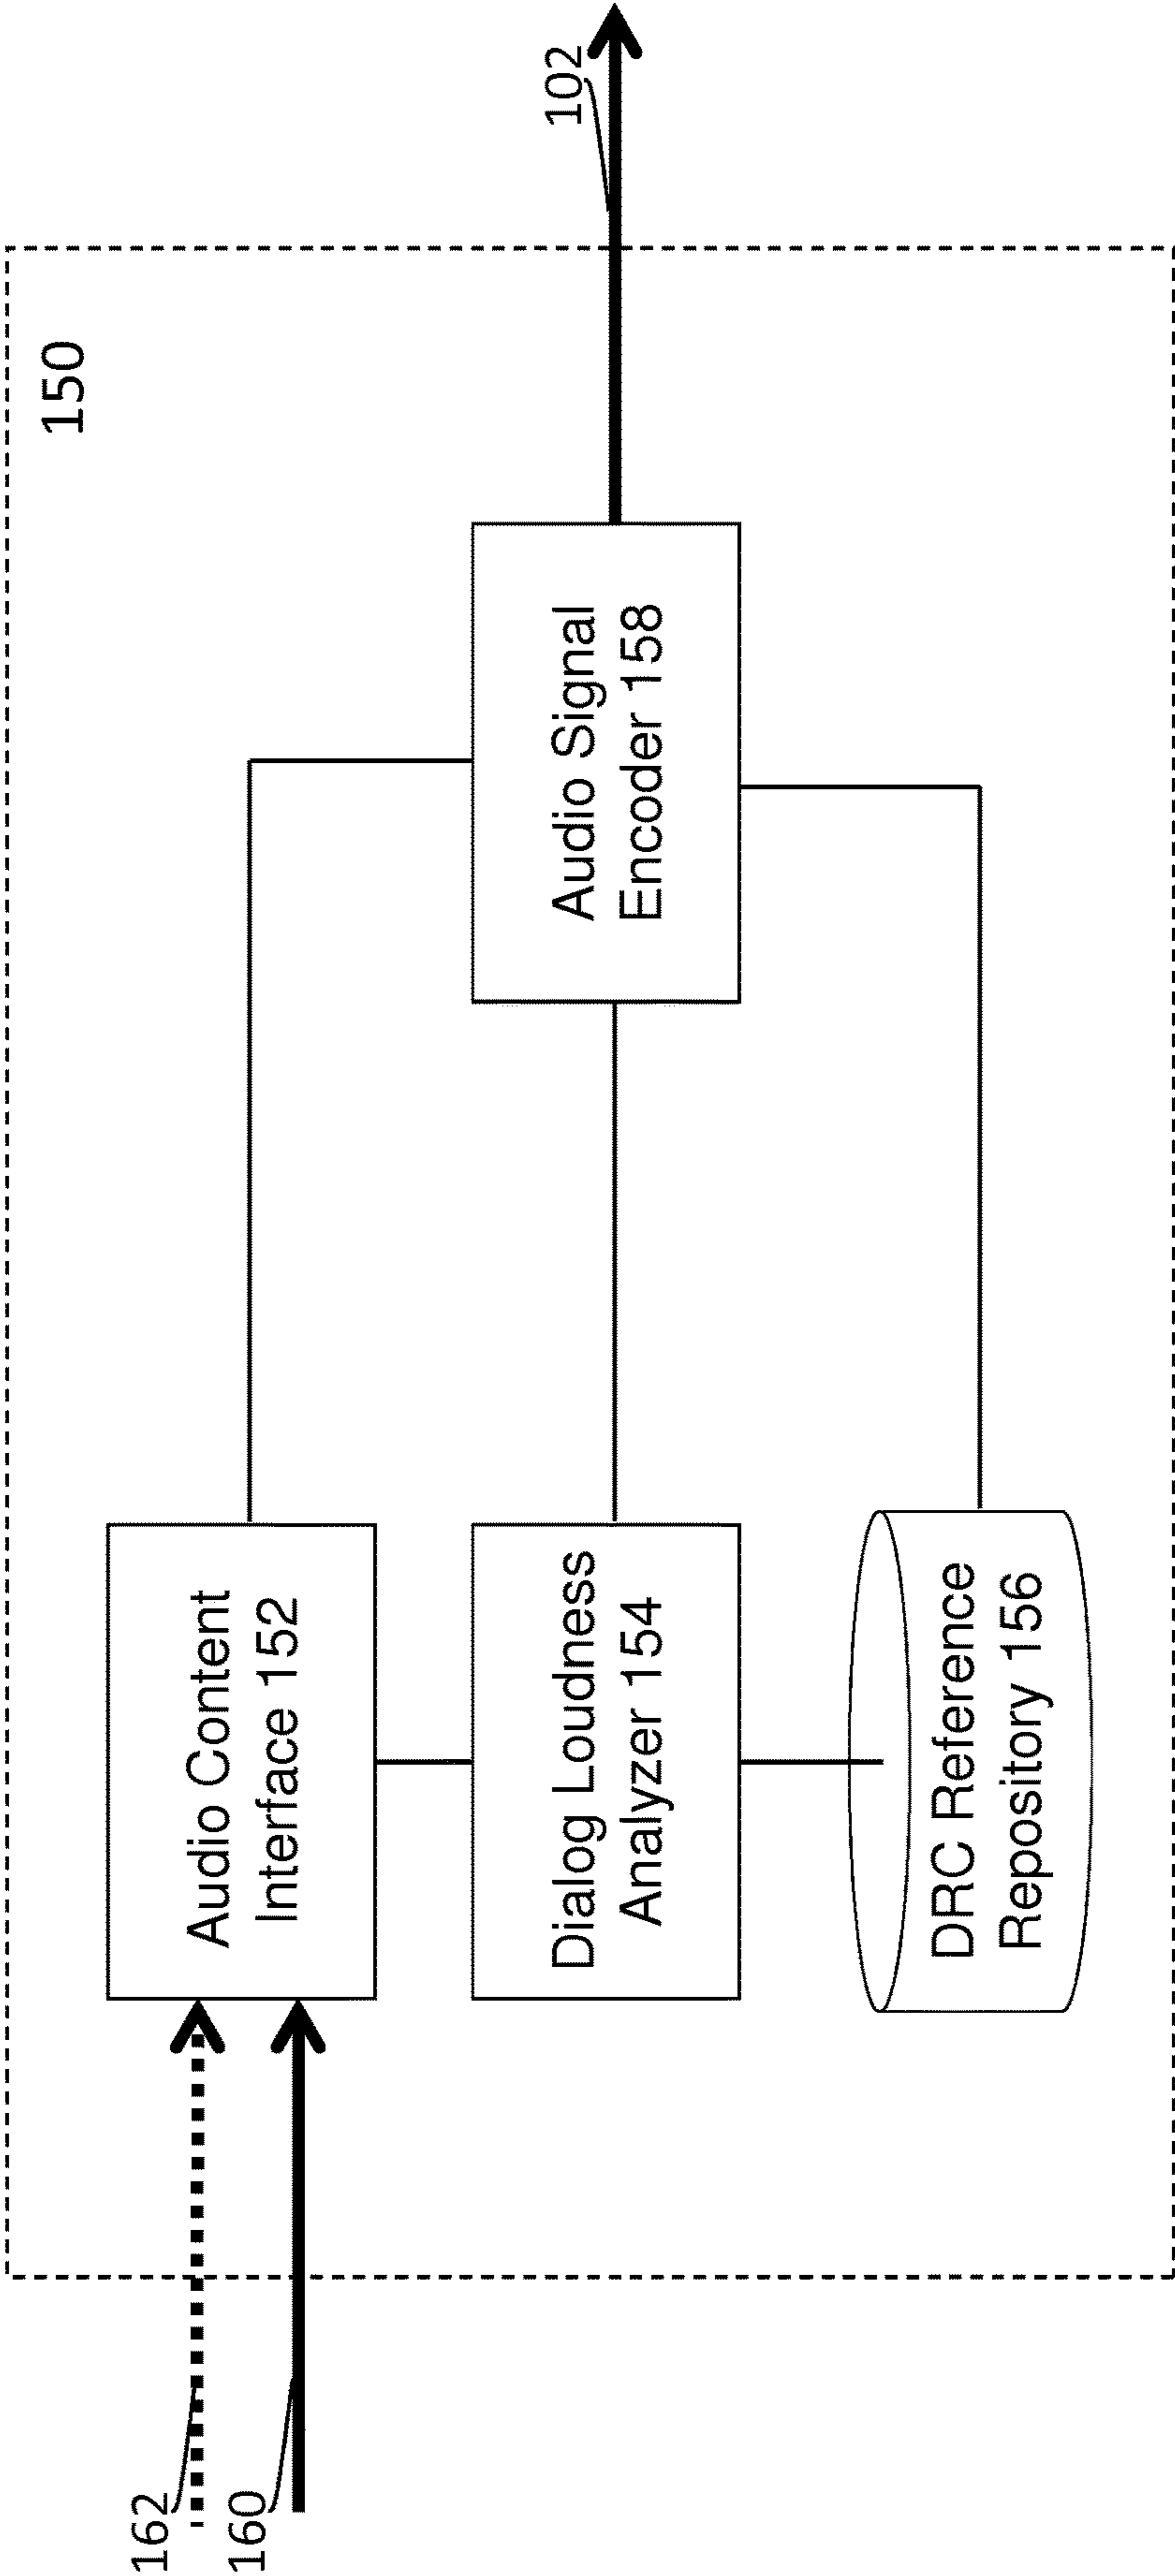 150
162
160
Audio Content
Interface 152
Dialog Loudness
Analyzer 154
DRC Reference
Repository 156
Audio Signal
Encoder 158
102